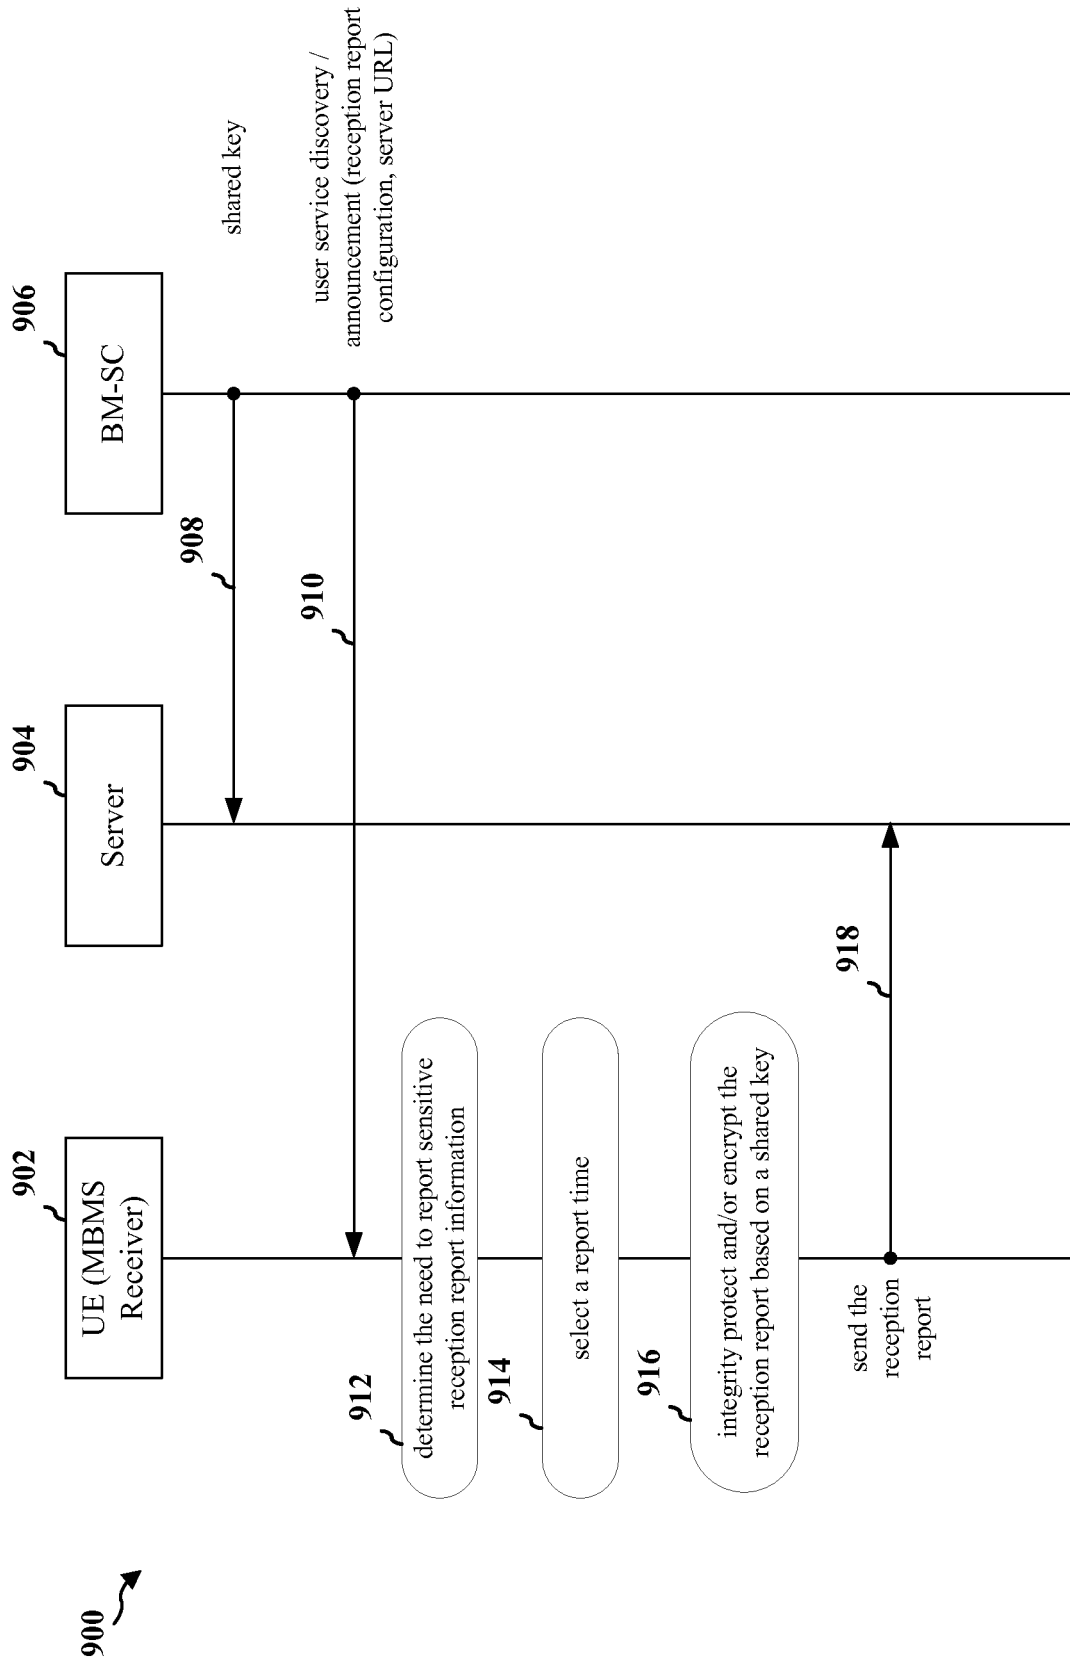 900
902
UE (MBMS
Receiver)
904
Server
906
BM-SC
908
shared key
910
user service discovery /
announcement (reception report
configuration, server URL)
912
determine the need to report sensitive
reception report information
914
select a report time
916
integrity protect and/or encrypt the
reception report based on a shared key
918
send the
reception
report